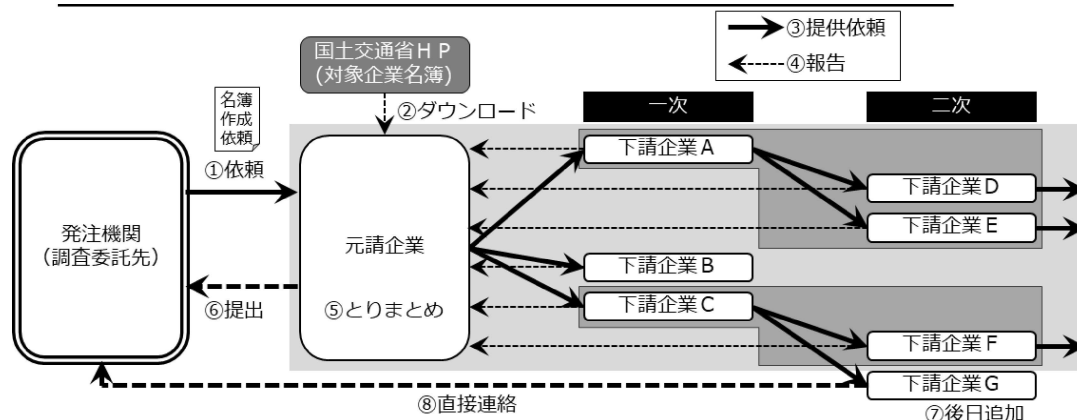 ③提供依頼
④報告
国土交通省ＨＰ
(対象企業名簿)
②ダウンロード
名簿
作成
依頼
①依頼
一次
二次
下請企業Ａ
下請企業Ｄ
下請企業Ｅ
発注機関
（調査委託先）
元請企業
下請企業Ｂ
⑥提出
⑤とりまとめ
下請企業Ｃ
下請企業Ｆ
下請企業Ｇ
⑧直接連絡
⑦後日追加